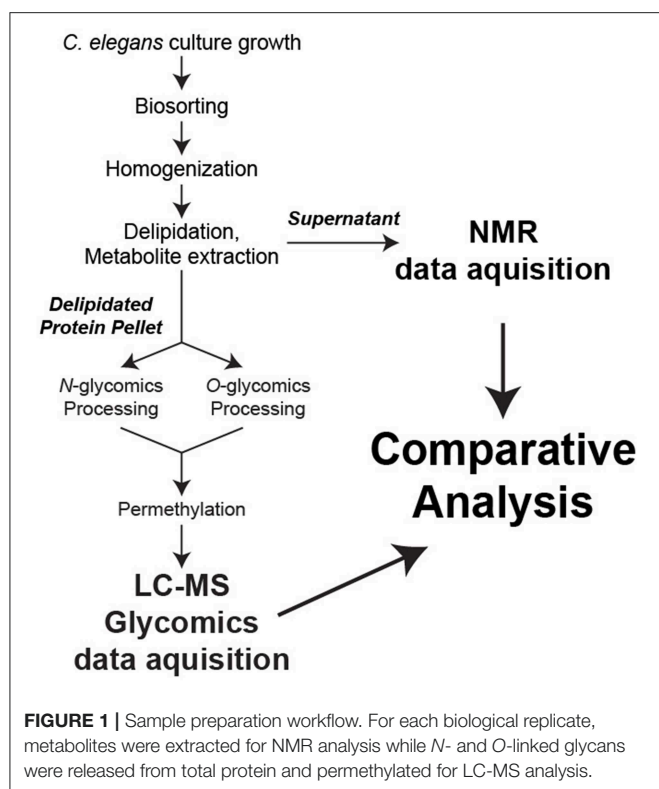 C. elegans culture growth
Biosorting
Homogenization
Delipidation,
Metabolite extraction
Supernatant
NMR
data aquisition
Delipidated
Protein Pellet
N-glycomics
Processing
O-glycomics
Processing
Permethylation
LC-MS
Glycomics
data aquisition
Comparative
Analysis
FIGURE 1 | Sample preparation workflow. For each biological replicate,
metabolites were extracted for NMR analysis while N- and O-linked glycans
were released from total protein and permethylated for LC-MS analysis.